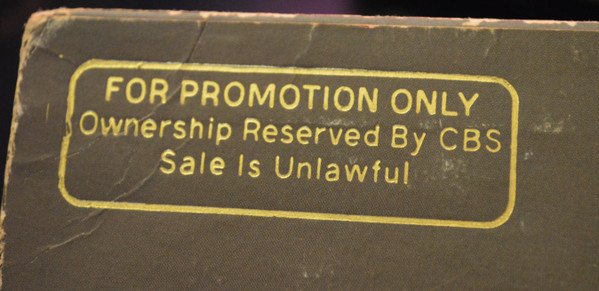 FOR PROMOTION ONLY
Ownership Reserved By CBS
Sale Is Unlawful